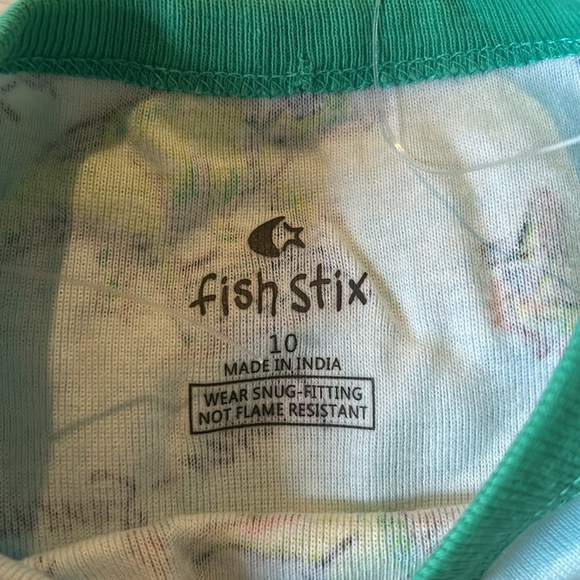 fish stix
10
MADE IN INDIA
WEAR SNUG-FITTING
NOT FLAME RESISTANT